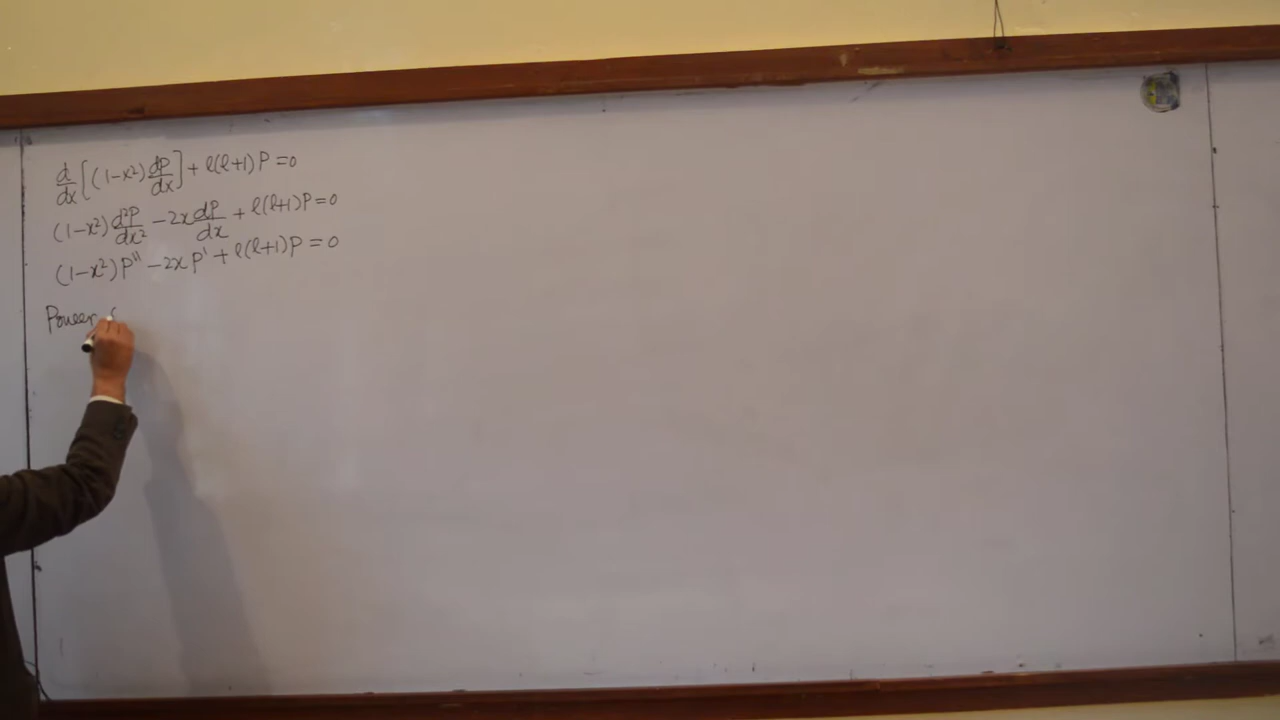 d/dx [(1-x²) dP/dx] + l(l+1) P = 0
(1-x²) d²P/dx² - 2x dP/dx + l(l+1) P = 0
(1-x²) P'' - 2x P' + l(l+1) P = 0
Power